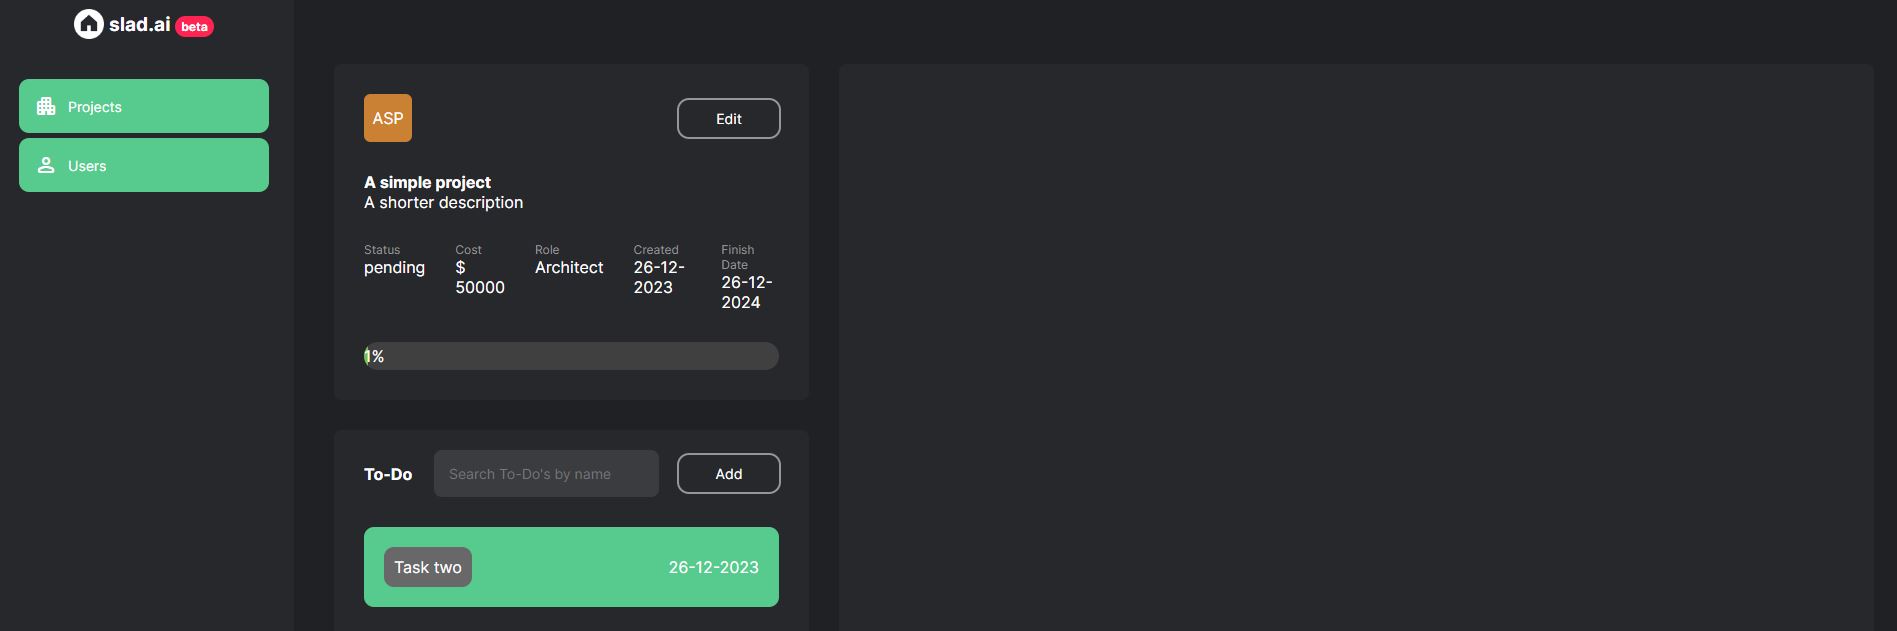 slad.ai beta
Projects
Users
ASP
Edit
A simple project
A shorter description
Status
pending
Cost
$
50000
Role
Architect
Created
26-12-
2023
Finish
Date
26-12-
2024
1%
To-Do
Search To-Do's by name
Add
Task two
26-12-2023